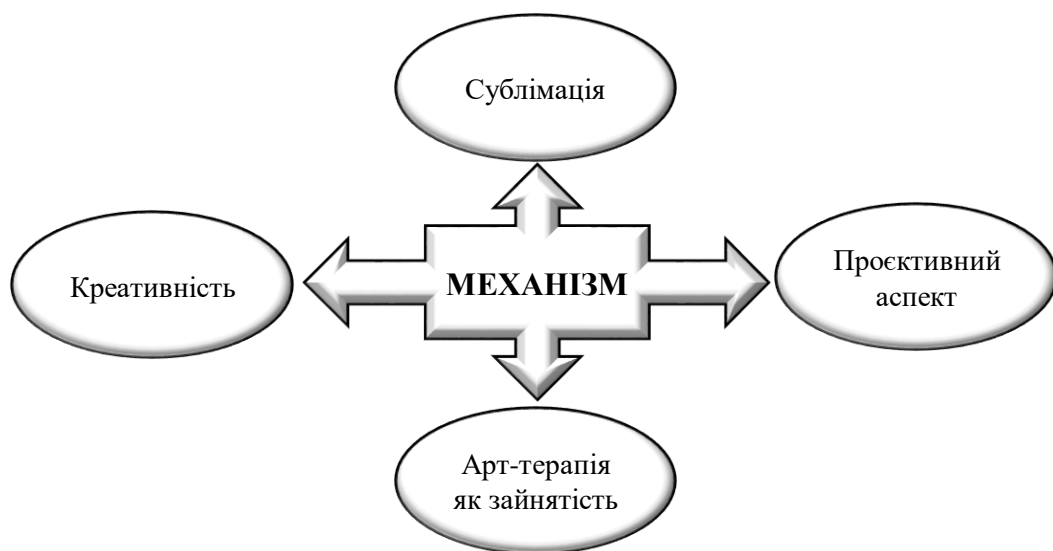 Сублімація
Креативність
МЕХАНІЗМ
Проєктивний
аспект
Арт-терапія
як зайнятість